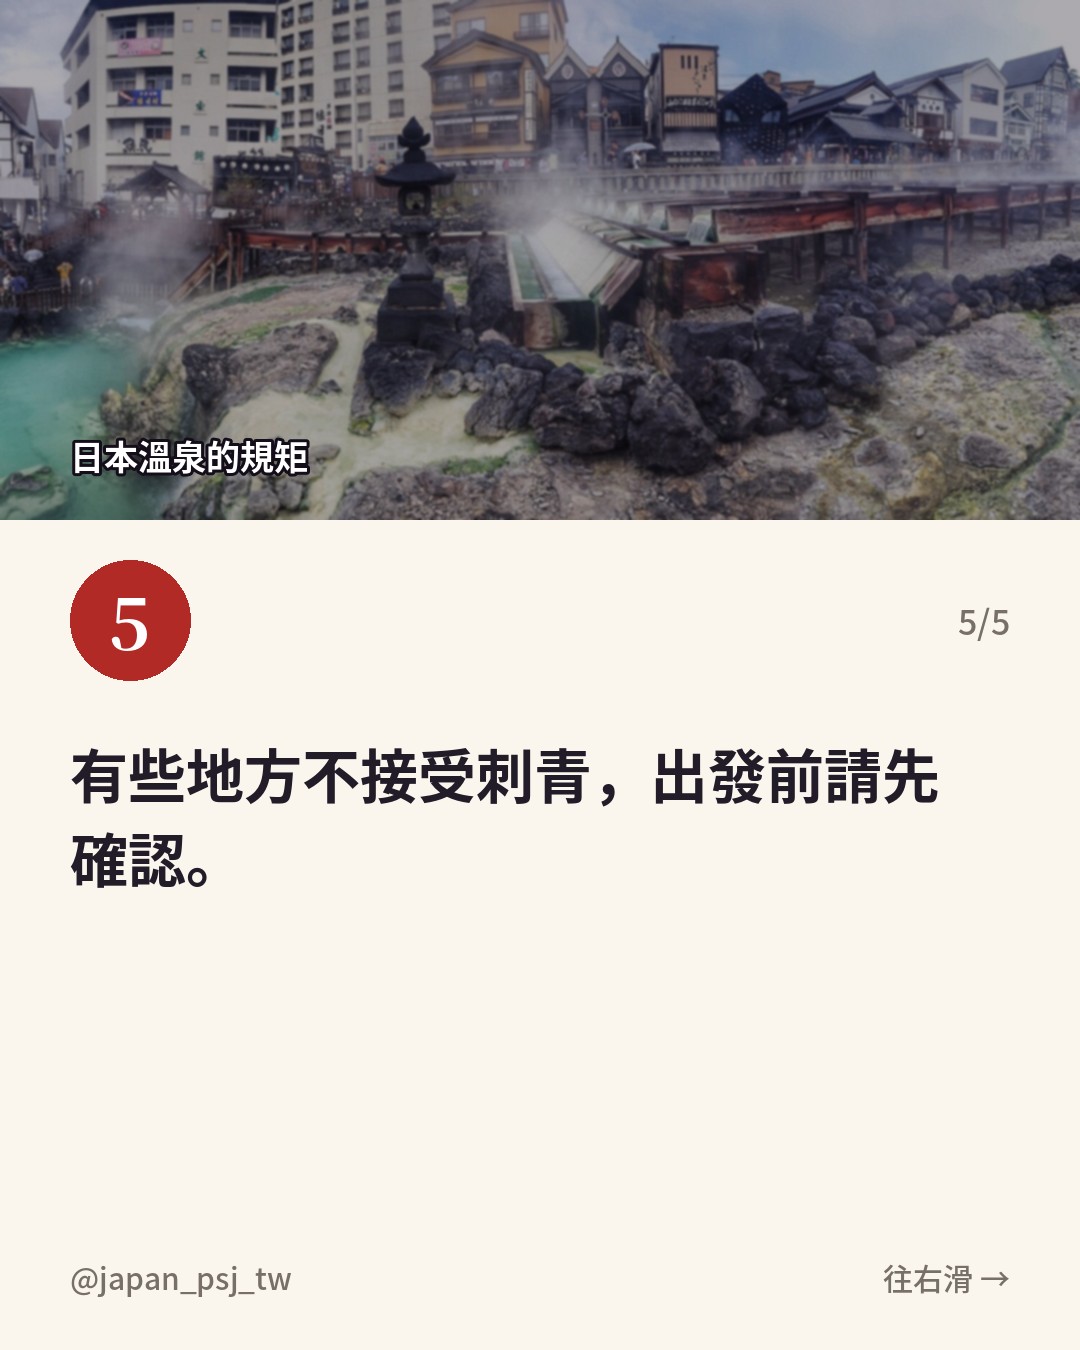 日本溫泉的規矩
5
5/5
有些地方不接受刺青，出發前請先
確認。
@japan_psj_tw
往右滑 →